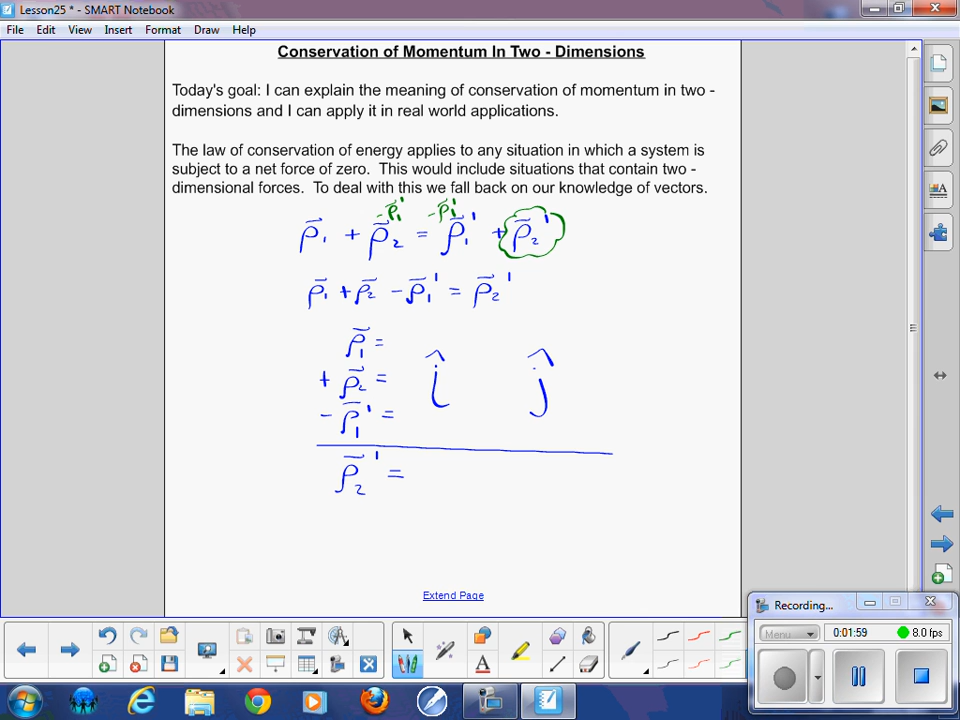 Lesson25 * - SMART Notebook
File Edit View Insert Format Draw Help
Conservation of Momentum In Two - Dimensions
Today's goal: I can explain the meaning of conservation of momentum in two -
dimensions and I can apply it in real world applications.
The law of conservation of energy applies to any situation in which a system is
subject to a net force of zero.  This would include situations that contain two -
dimensional forces.  To deal with this we fall back on our knowledge of vectors.
-p̄₁' -p̄₁'
p̄₁ + p̄₂ = p̄₁' + p̄₂'
p̄₁ + p̄₂ - p̄₁' = p̄₂'
p̄₁ =
+ p̄₂ = î ĵ
- p̄₁' =
p̄₂' =
Extend Page
Recording...
Menu 0:01:59 8.0 fps